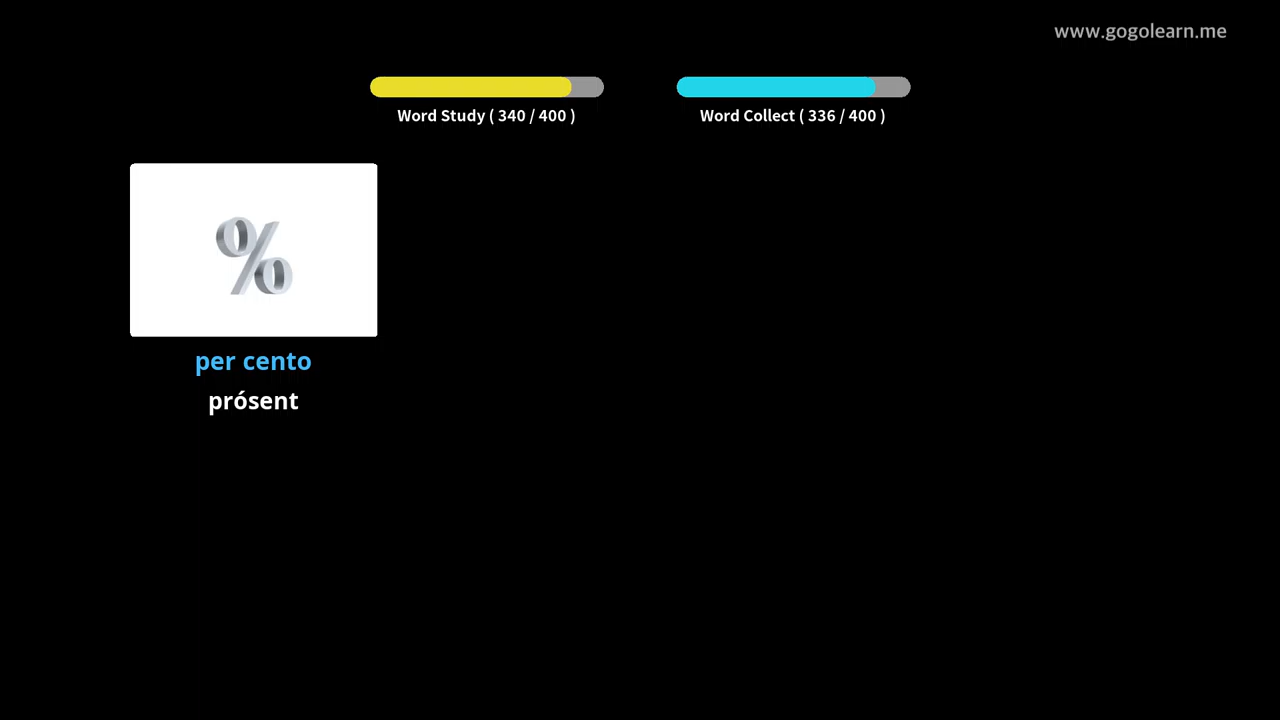 www.gogolearn.me
Word Study ( 340 / 400 )
Word Collect ( 336 / 400 )
%
per cento
prósent